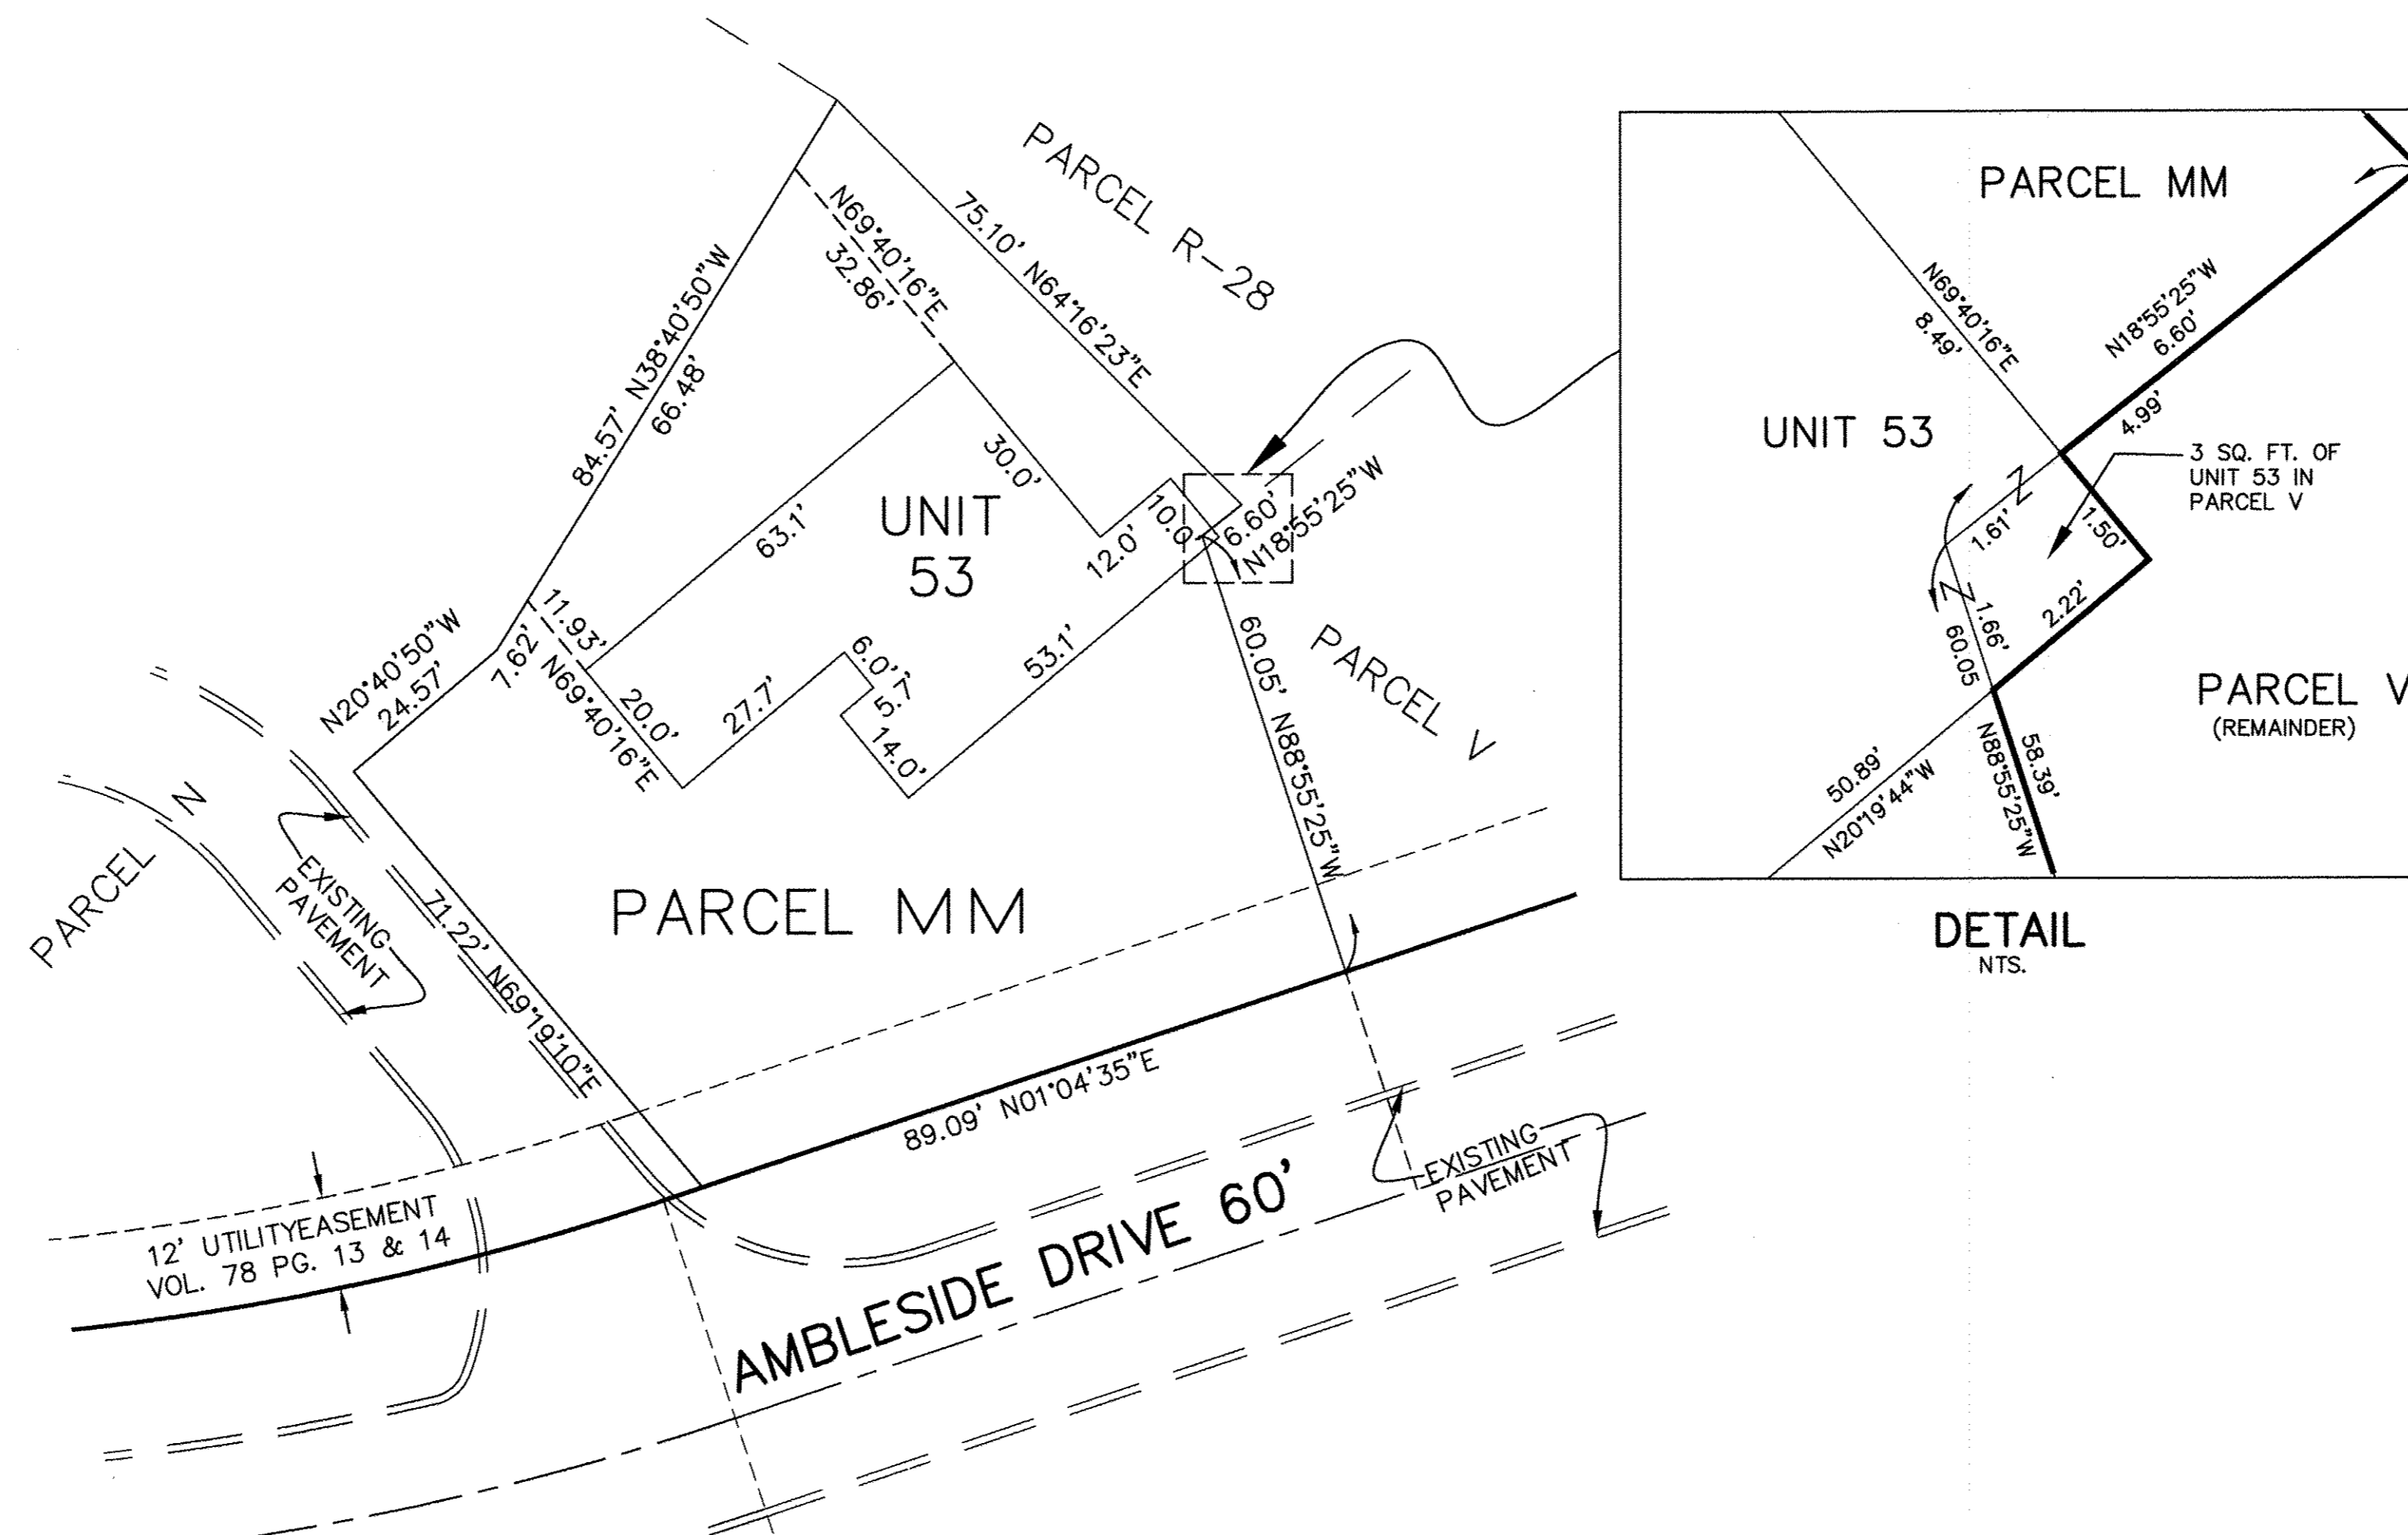 PARCEL R-28
75.10' N64°16'23"E
N69°40'16"E
32.86'
84.57' N38°40'50"W
66.48'
UNIT
53
63.1'
30.0'
12.0'
10.0
6.60'
N18°55'25"W
N20°40'50"W
24.57'
7.62'
11.93'
N69°40'16"E
20.0'
27.7'
6.0'
5.7
14.0'
53.1'
60.05' N88°55'25"W
PARCEL V
PARCEL N
EXISTING
PAVEMENT
71.22' N69°19'10"E
PARCEL MM
89.09' N01°04'35"E
12' UTILITYEASEMENT
VOL. 78 PG. 13 & 14
AMBLESIDE DRIVE 60'
EXISTING
PAVEMENT
PARCEL MM
N69°40'16"E
8.49'
N18°55'25"W
6.60'
UNIT 53
4.99'
3 SQ. FT. OF
UNIT 53 IN
PARCEL V
1.61'
1.50'
1.66'
60.05
2.22'
PARCEL V
(REMAINDER)
50.89'
N20°19'44"W
58.39'
N88°55'25"W
DETAIL
NTS.